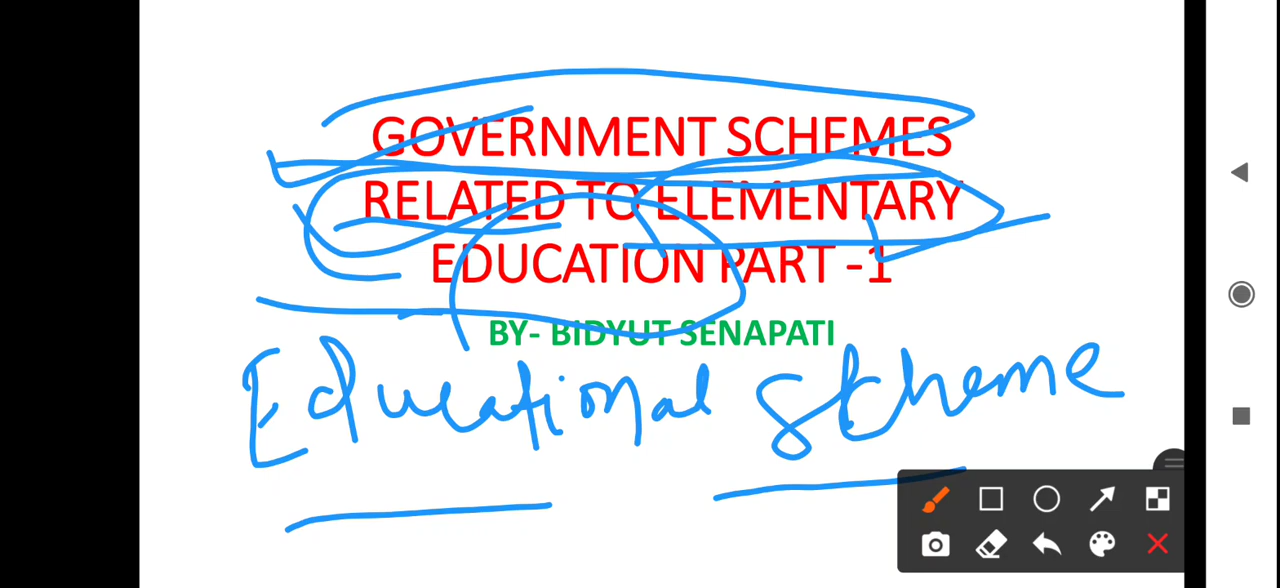 GOVERNMENT SCHEMES
RELATED TO ELEMENTARY
EDUCATION PART -1
BY- BIDYUT SENAPATI
Educational Scheme